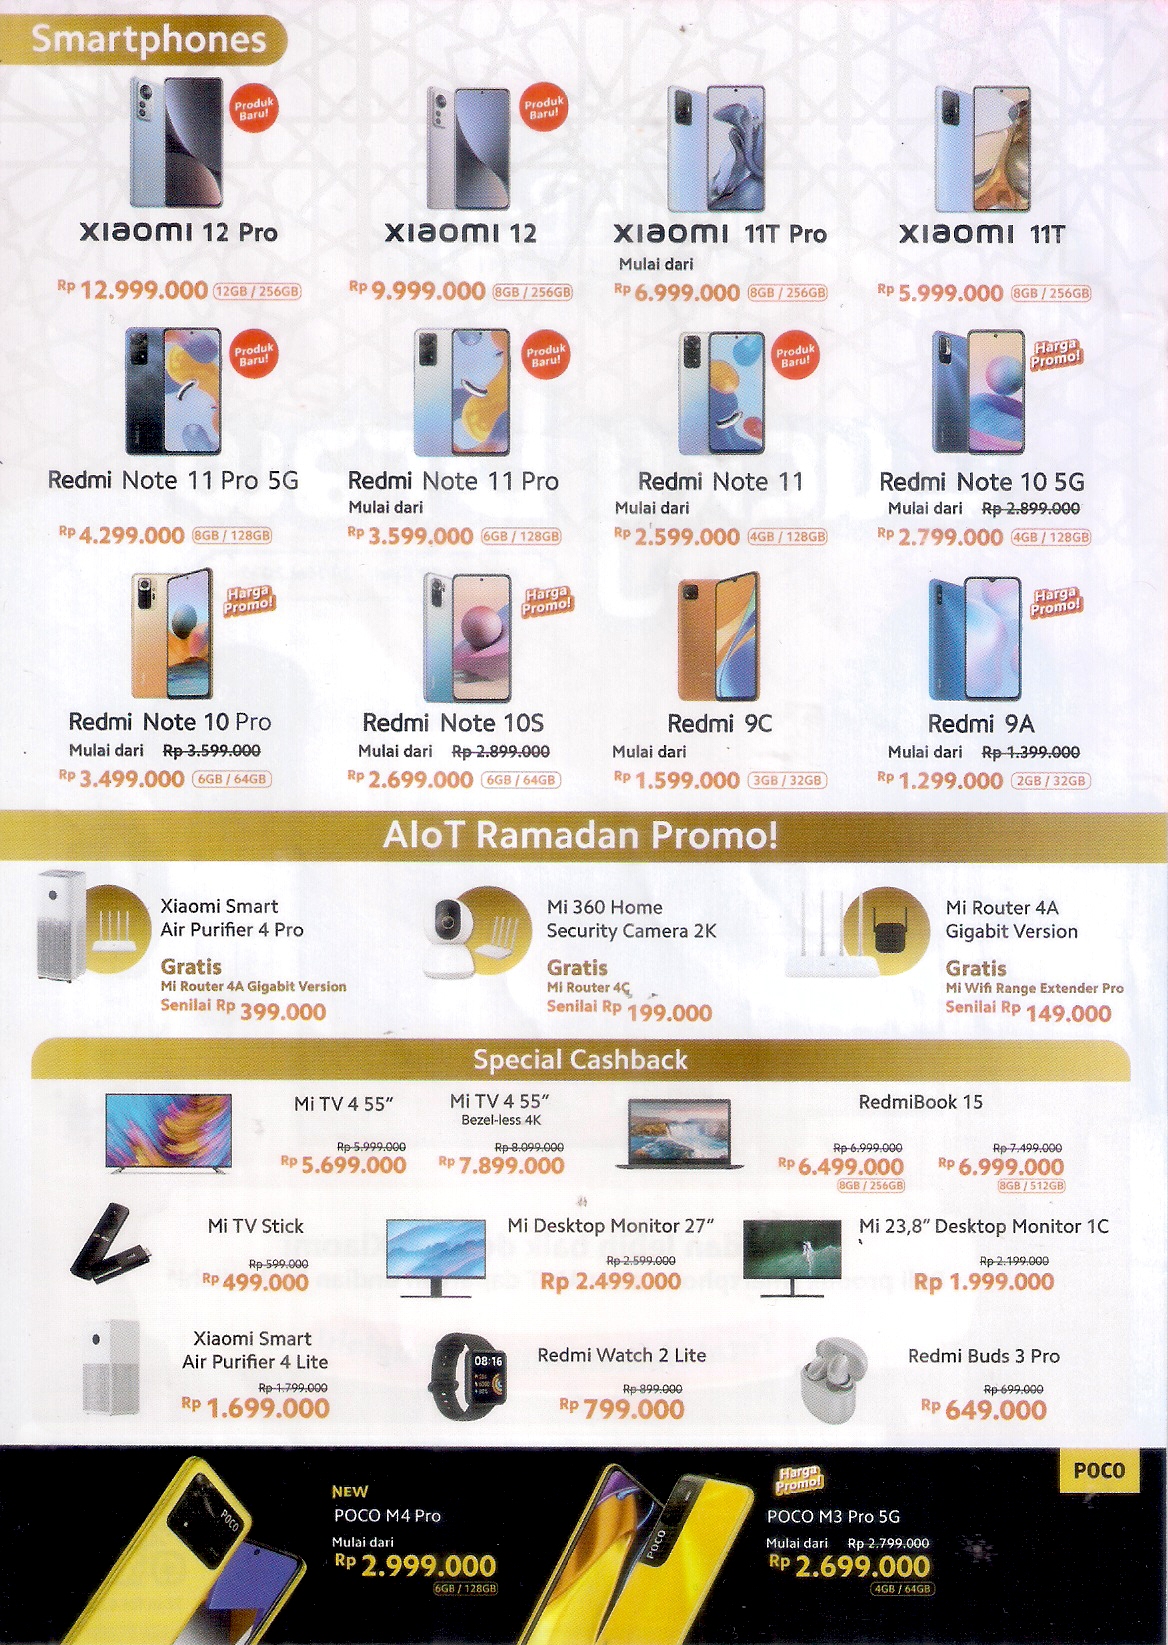 Smartphones
Produk Baru!
Produk Baru!
xiaomi 12 Pro
xiaomi 12
xiaomi 11T Pro
xiaomi 11T
Mulai dari
Rp 12.999.000 12GB / 256GB
Rp 9.999.000 8GB / 256GB
Rp 6.999.000 8GB / 256GB
Rp 5.999.000 8GB / 256GB
Produk Baru!
Produk Baru!
Produk Baru!
Harga Promo!
Redmi Note 11 Pro 5G
Redmi Note 11 Pro
Redmi Note 11
Redmi Note 10 5G
Mulai dari
Mulai dari
Mulai dari Rp 2.899.000
Rp 4.299.000 8GB / 128GB
Rp 3.599.000 6GB / 128GB
Rp 2.599.000 4GB / 128GB
Rp 2.799.000 4GB / 128GB
Harga Promo!
Harga Promo!
Harga Promo!
Redmi Note 10 Pro
Redmi Note 10S
Redmi 9C
Redmi 9A
Mulai dari Rp 3.599.000
Mulai dari Rp 2.899.000
Mulai dari
Mulai dari Rp 1.399.000
Rp 3.499.000 6GB / 64GB
Rp 2.699.000 6GB / 64GB
Rp 1.599.000 3GB / 32GB
Rp 1.299.000 2GB / 32GB
AIoT Ramadan Promo!
Xiaomi Smart
Air Purifier 4 Pro
Gratis
Mi Router 4A Gigabit Version
Senilai Rp 399.000
Mi 360 Home
Security Camera 2K
Gratis
Mi Router 4C
Senilai Rp 199.000
Mi Router 4A
Gigabit Version
Gratis
Mi Wifi Range Extender Pro
Senilai Rp 149.000
Special Cashback
Mi TV 4 55"
Rp 5.999.000
Rp 5.699.000
Mi TV 4 55"
Bezel-less 4K
Rp 8.099.000
Rp 7.899.000
RedmiBook 15
Rp 6.999.000
Rp 6.499.000
8GB / 256GB
Rp 7.499.000
Rp 6.999.000
8GB / 512GB
Mi TV Stick
Rp 599.000
Rp 499.000
Mi Desktop Monitor 27"
Rp 2.599.000
Rp 2.499.000
Mi 23,8" Desktop Monitor 1C
Rp 2.199.000
Rp 1.999.000
Xiaomi Smart
Air Purifier 4 Lite
Rp 1.799.000
Rp 1.699.000
08:16
Redmi Watch 2 Lite
Rp 899.000
Rp 799.000
Redmi Buds 3 Pro
Rp 699.000
Rp 649.000
POCO
POCO
NEW
POCO M4 Pro
Mulai dari
Rp 2.999.000
6GB / 128GB
POCO
Harga Promo!
POCO M3 Pro 5G
Mulai dari Rp 2.799.000
Rp 2.699.000
4GB / 64GB